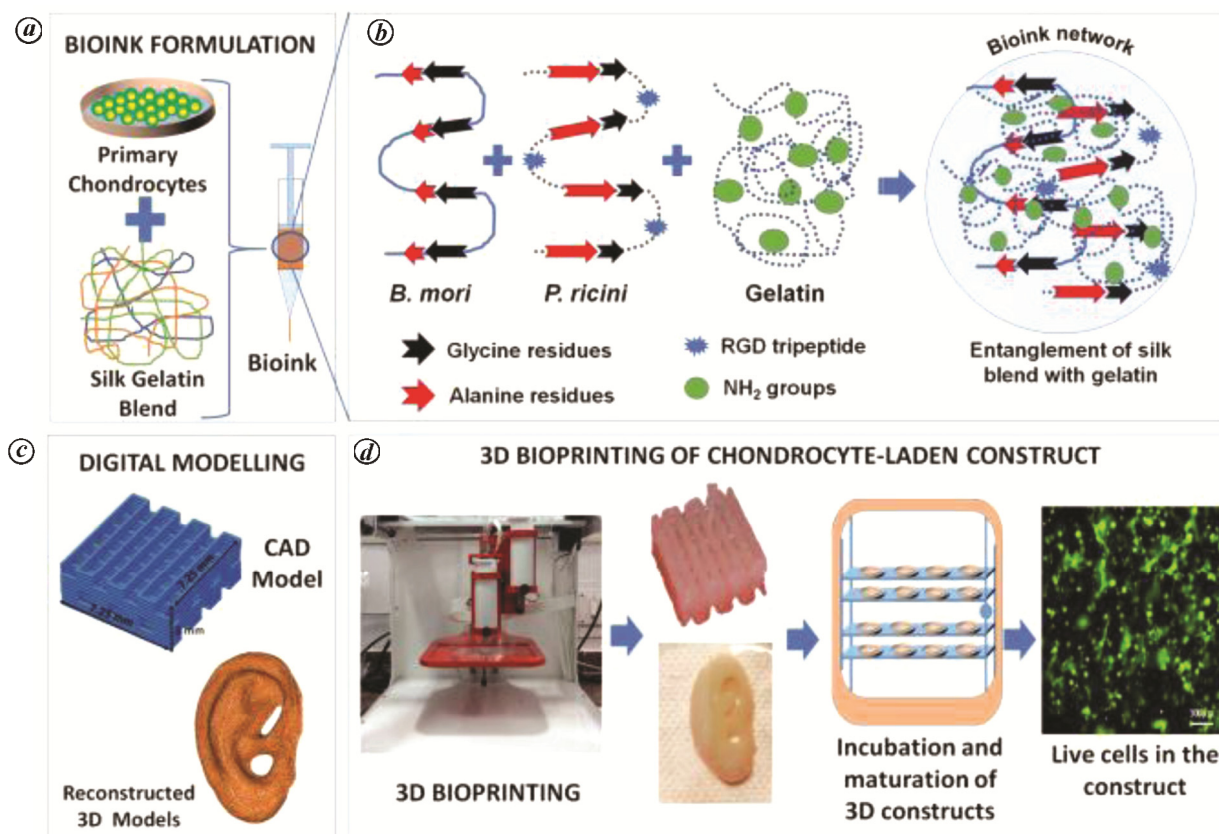 a
BIOINK FORMULATION
Primary
Chondrocytes
Silk Gelatin
Blend
Bioink
b
Bioink network
B. mori
P. ricini
Gelatin
Glycine residues
Alanine residues
RGD tripeptide
NH₂ groups
Entanglement of silk
blend with gelatin
c
DIGITAL MODELLING
CAD
Model
7.25 mm
7.25 mm
mm
Reconstructed
3D Models
d
3D BIOPRINTING OF CHONDROCYTE-LADEN CONSTRUCT
3D BIOPRINTING
Incubation and
maturation of
3D constructs
Live cells in the
construct